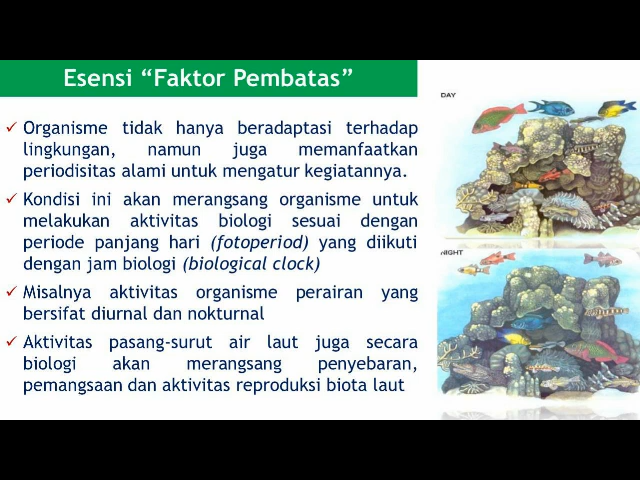 Esensi “Faktor Pembatas”
✓ Organisme tidak hanya beradaptasi terhadap
lingkungan, namun juga memanfaatkan
periodisitas alami untuk mengatur kegiatannya.
✓ Kondisi ini akan merangsang organisme untuk
melakukan aktivitas biologi sesuai dengan
periode panjang hari (fotoperiod) yang diikuti
dengan jam biologi (biological clock)
✓ Misalnya aktivitas organisme perairan yang
bersifat diurnal dan nokturnal
✓ Aktivitas pasang-surut air laut juga secara
biologi akan merangsang penyebaran,
pemangsaan dan aktivitas reproduksi biota laut
DAY
NIGHT